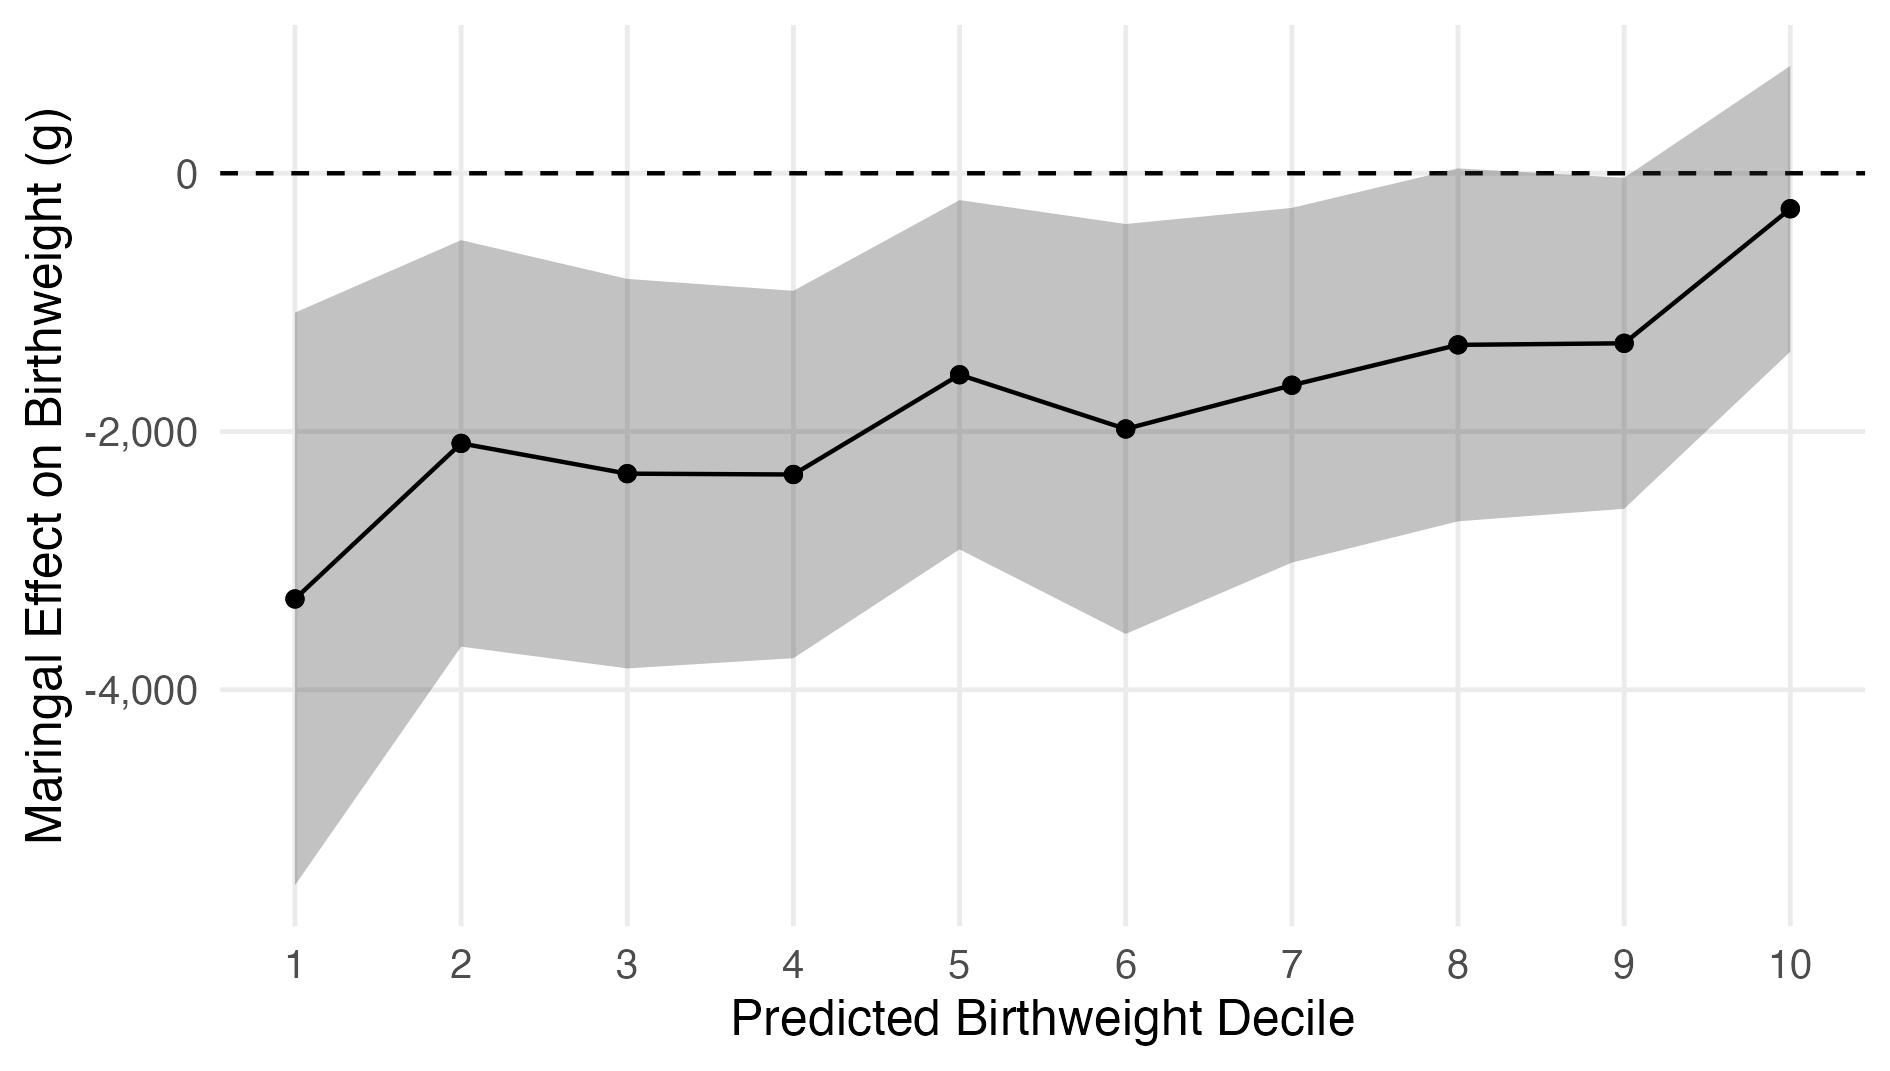 Maringal Effect on Birthweight (g)
0
-2,000
-4,000
1 2 3 4 5 6 7 8 9 10
Predicted Birthweight Decile